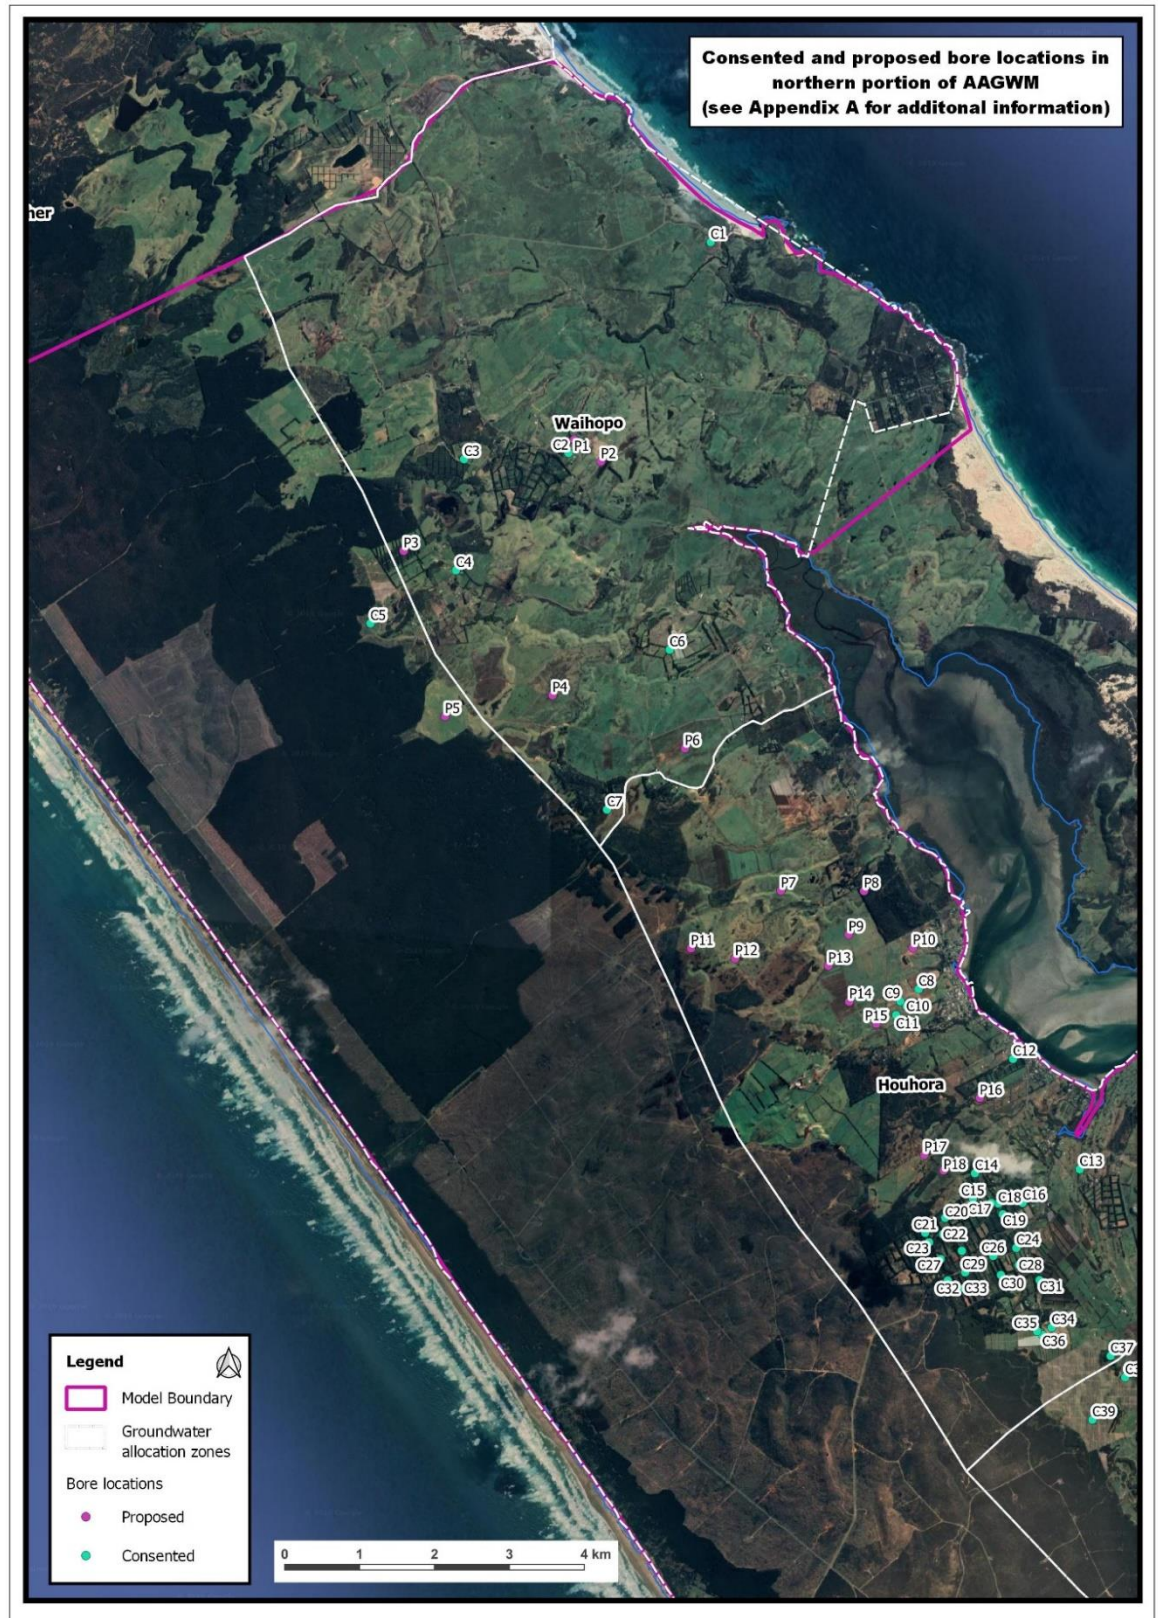 Consented and proposed bore locations in
northern portion of AAGWM
(see Appendix A for additonal information)
her
C1
Waihopo
C2
P1
P2
C3
P3
C4
C5
C6
P4
P5
P6
C7
P7
P8
P9
P10
P11
P12
P13
C8
C9
C10
P14
C11
P15
C12
Houhora
P16
P17
P18
C14
C13
C15
C17
C18
C16
C20
C19
C21
C22
C23
C24
C26
C27
C29
C28
C30
C31
C32
C33
C35
C34
C36
C37
C3
C39
Legend
Model Boundary
Groundwater
allocation zones
Bore locations
Proposed
Consented
0 1 2 3 4 km